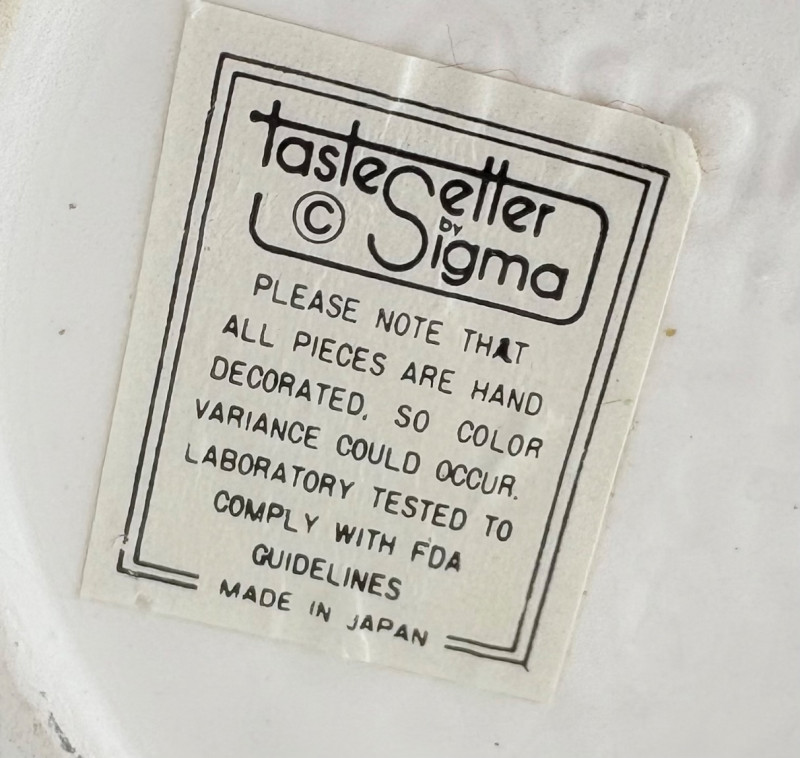 tasteSetter
BY
© Sigma
PLEASE NOTE THAT
ALL PIECES ARE HAND
DECORATED, SO COLOR
VARIANCE COULD OCCUR.
LABORATORY TESTED TO
COMPLY WITH FDA
GUIDELINES
MADE IN JAPAN